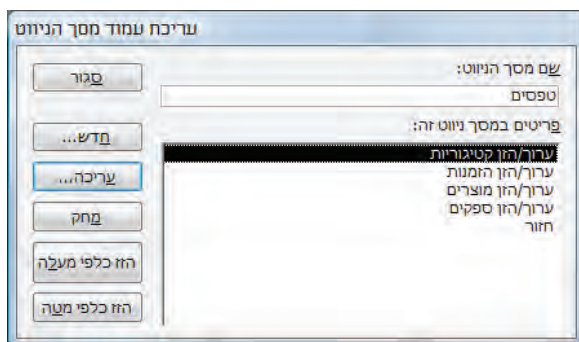 עריכת עמוד מסך הניווט
שם מסך הניווט:
טפסים
פריטים במסך ניווט זה:
ערוך/הזן קטיגוריות
ערוך/הזן הזמנות
ערוך/הזן מוצרים
ערוך/הזן ספקים
חזור
סגור
חדש...
עריכה...
מחק
הזז כלפי מעלה
הזז כלפי מטה